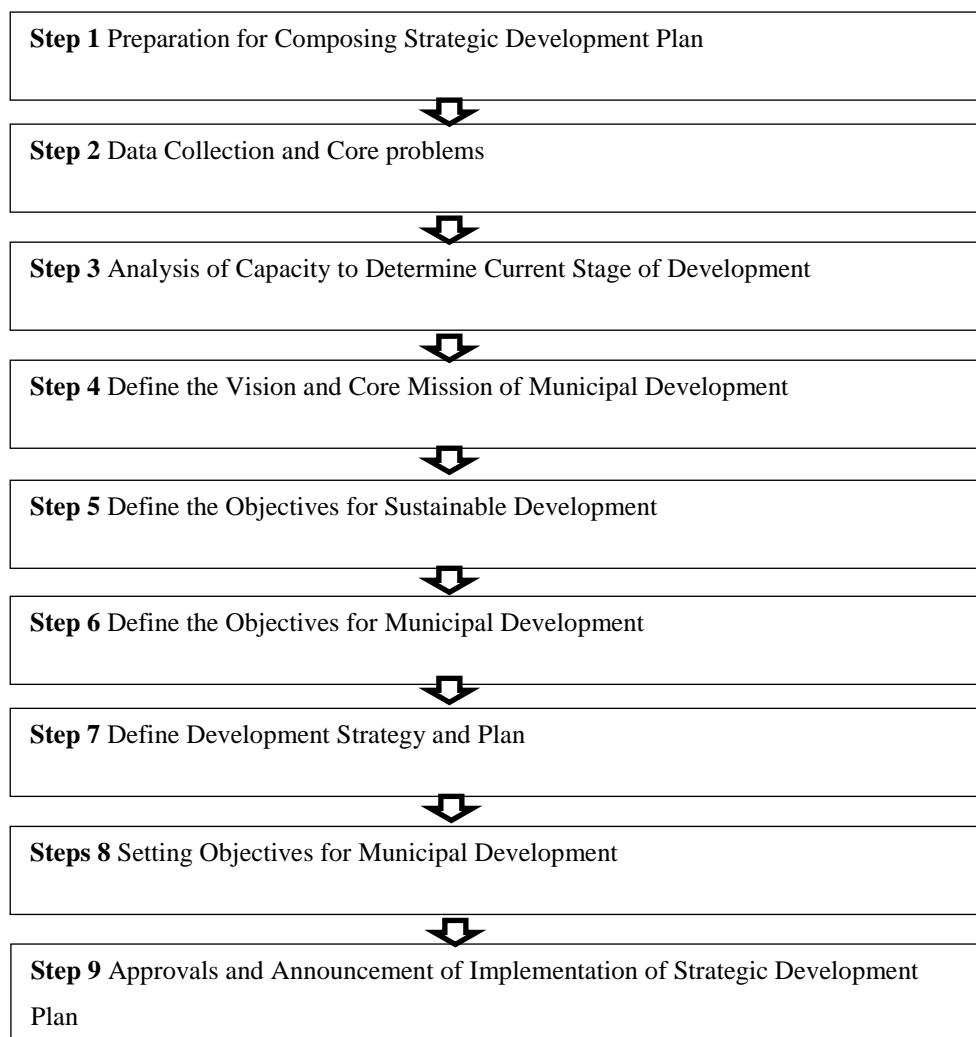 Step 1 Preparation for Composing Strategic Development Plan
Step 2 Data Collection and Core problems
Step 3 Analysis of Capacity to Determine Current Stage of Development
Step 4 Define the Vision and Core Mission of Municipal Development
Step 5 Define the Objectives for Sustainable Development
Step 6 Define the Objectives for Municipal Development
Step 7 Define Development Strategy and Plan
Steps 8 Setting Objectives for Municipal Development
Step 9 Approvals and Announcement of Implementation of Strategic Development
Plan